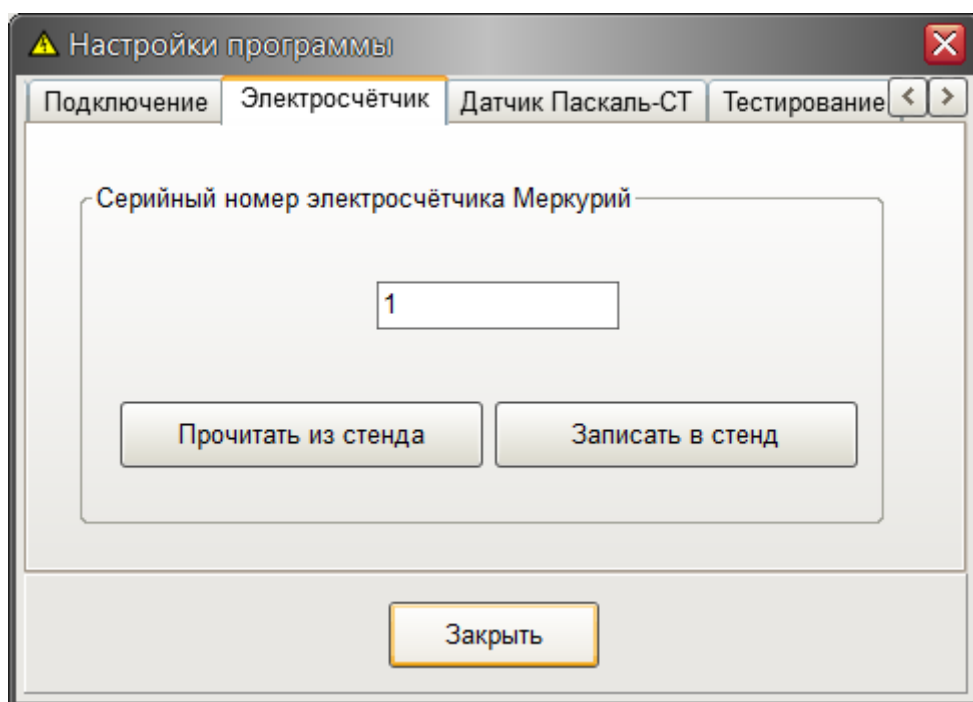 Настройки программы
Подключение Электросчётчик Датчик Паскаль-СТ Тестирование
Серийный номер электросчётчика Меркурий
1
Прочитать из стенда Записать в стенд
Закрыть